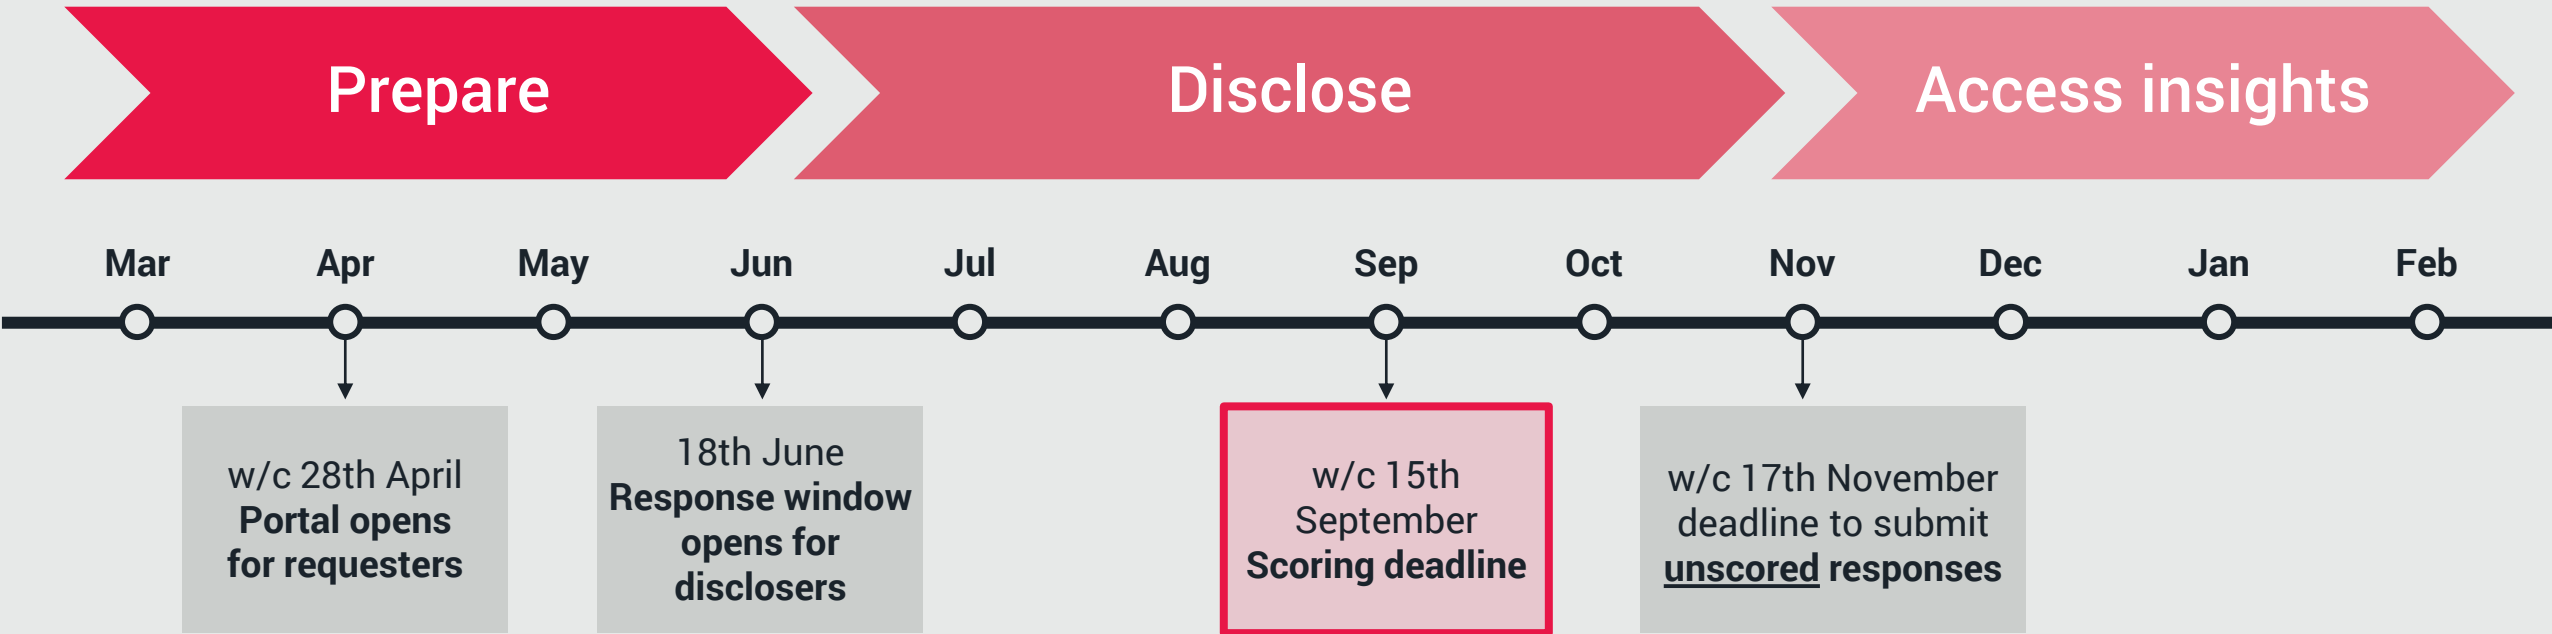 Prepare
Disclose
Access insights
Mar
Apr
May
Jun
Jul
Aug
Sep
Oct
Nov
Dec
Jan
Feb
w/c 28th April
Portal opens
for requesters
18th June
Response window
opens for
disclosers
w/c 15th
September
Scoring deadline
w/c 17th November
deadline to submit
unscored responses